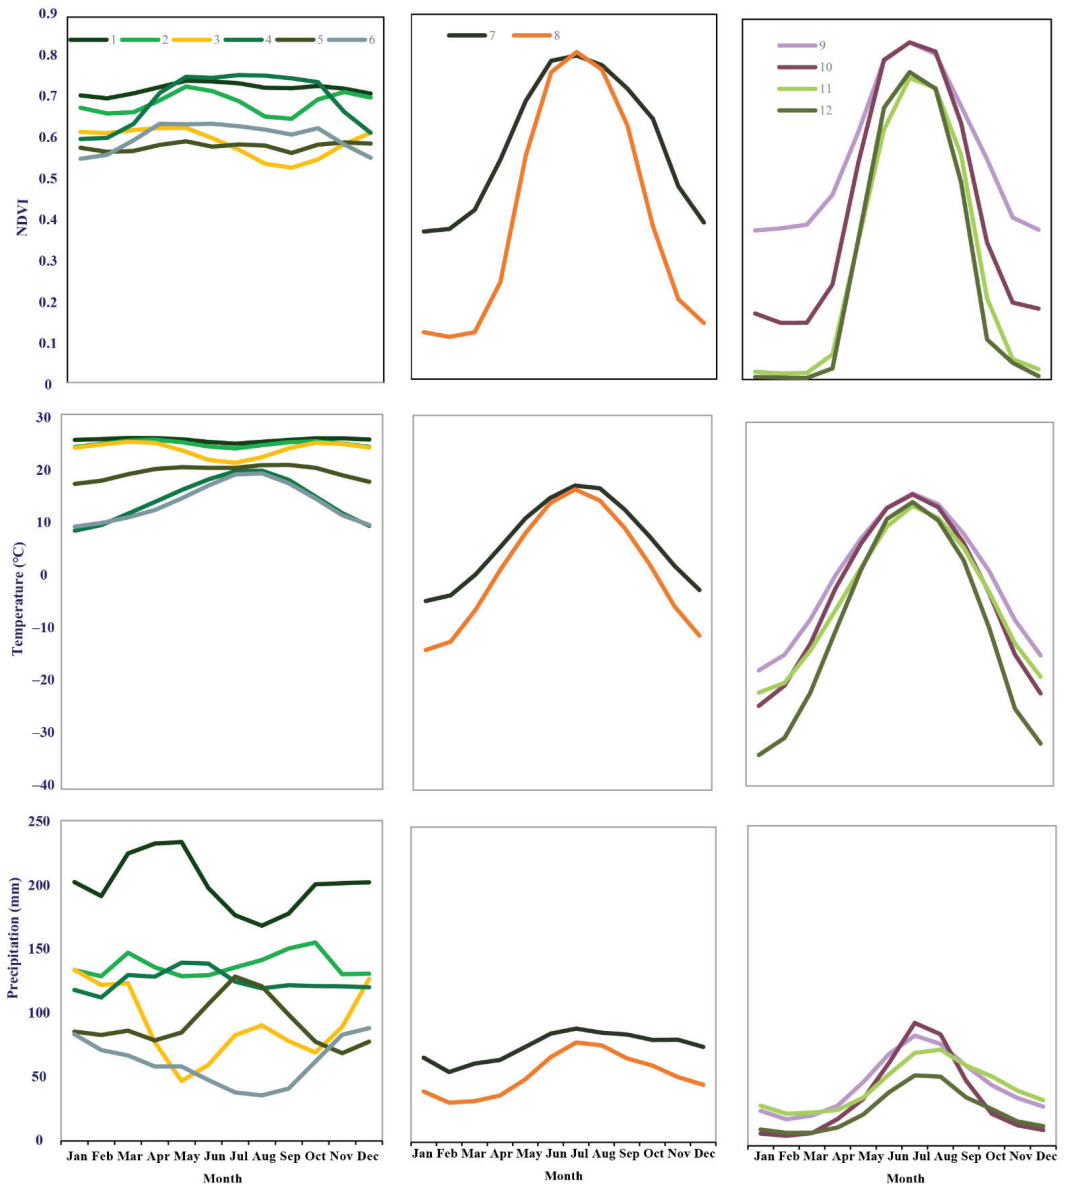 0.9
0.8
0.7
0.6
0.5
0.4
0.3
0.2
0.1
0
NDVI
1 2 3 4 5 6
7 8
9
10
11
12
30
20
10
0
–10
–20
–30
–40
Temperature (°C)
250
200
150
100
50
0
Precipitation (mm)
Jan Feb Mar Apr May Jun Jul Aug Sep Oct Nov Dec
Month
Jan Feb Mar Apr May Jun Jul Aug Sep Oct Nov Dec
Month
Jan Feb Mar Apr May Jun Jul Aug Sep Oct Nov Dec
Month